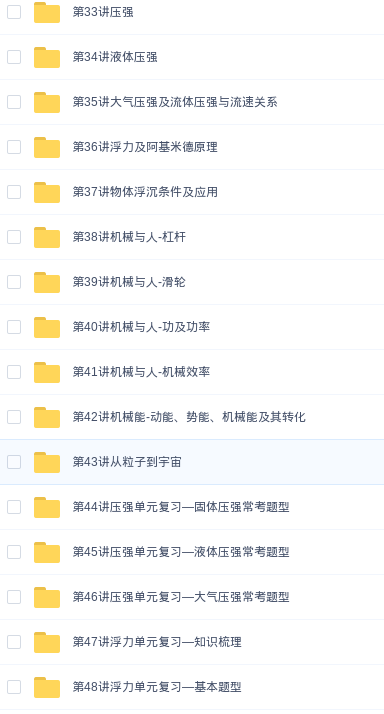 第33讲压强
第34讲液体压强
第35讲大气压强及流体压强与流速关系
第36讲浮力及阿基米德原理
第37讲物体浮沉条件及应用
第38讲机械与人-杠杆
第39讲机械与人-滑轮
第40讲机械与人-功及功率
第41讲机械与人-机械效率
第42讲机械能-动能、势能、机械能及其转化
第43讲从粒子到宇宙
第44讲压强单元复习—固体压强常考题型
第45讲压强单元复习—液体压强常考题型
第46讲压强单元复习—大气压强常考题型
第47讲浮力单元复习—知识梳理
第48讲浮力单元复习—基本题型